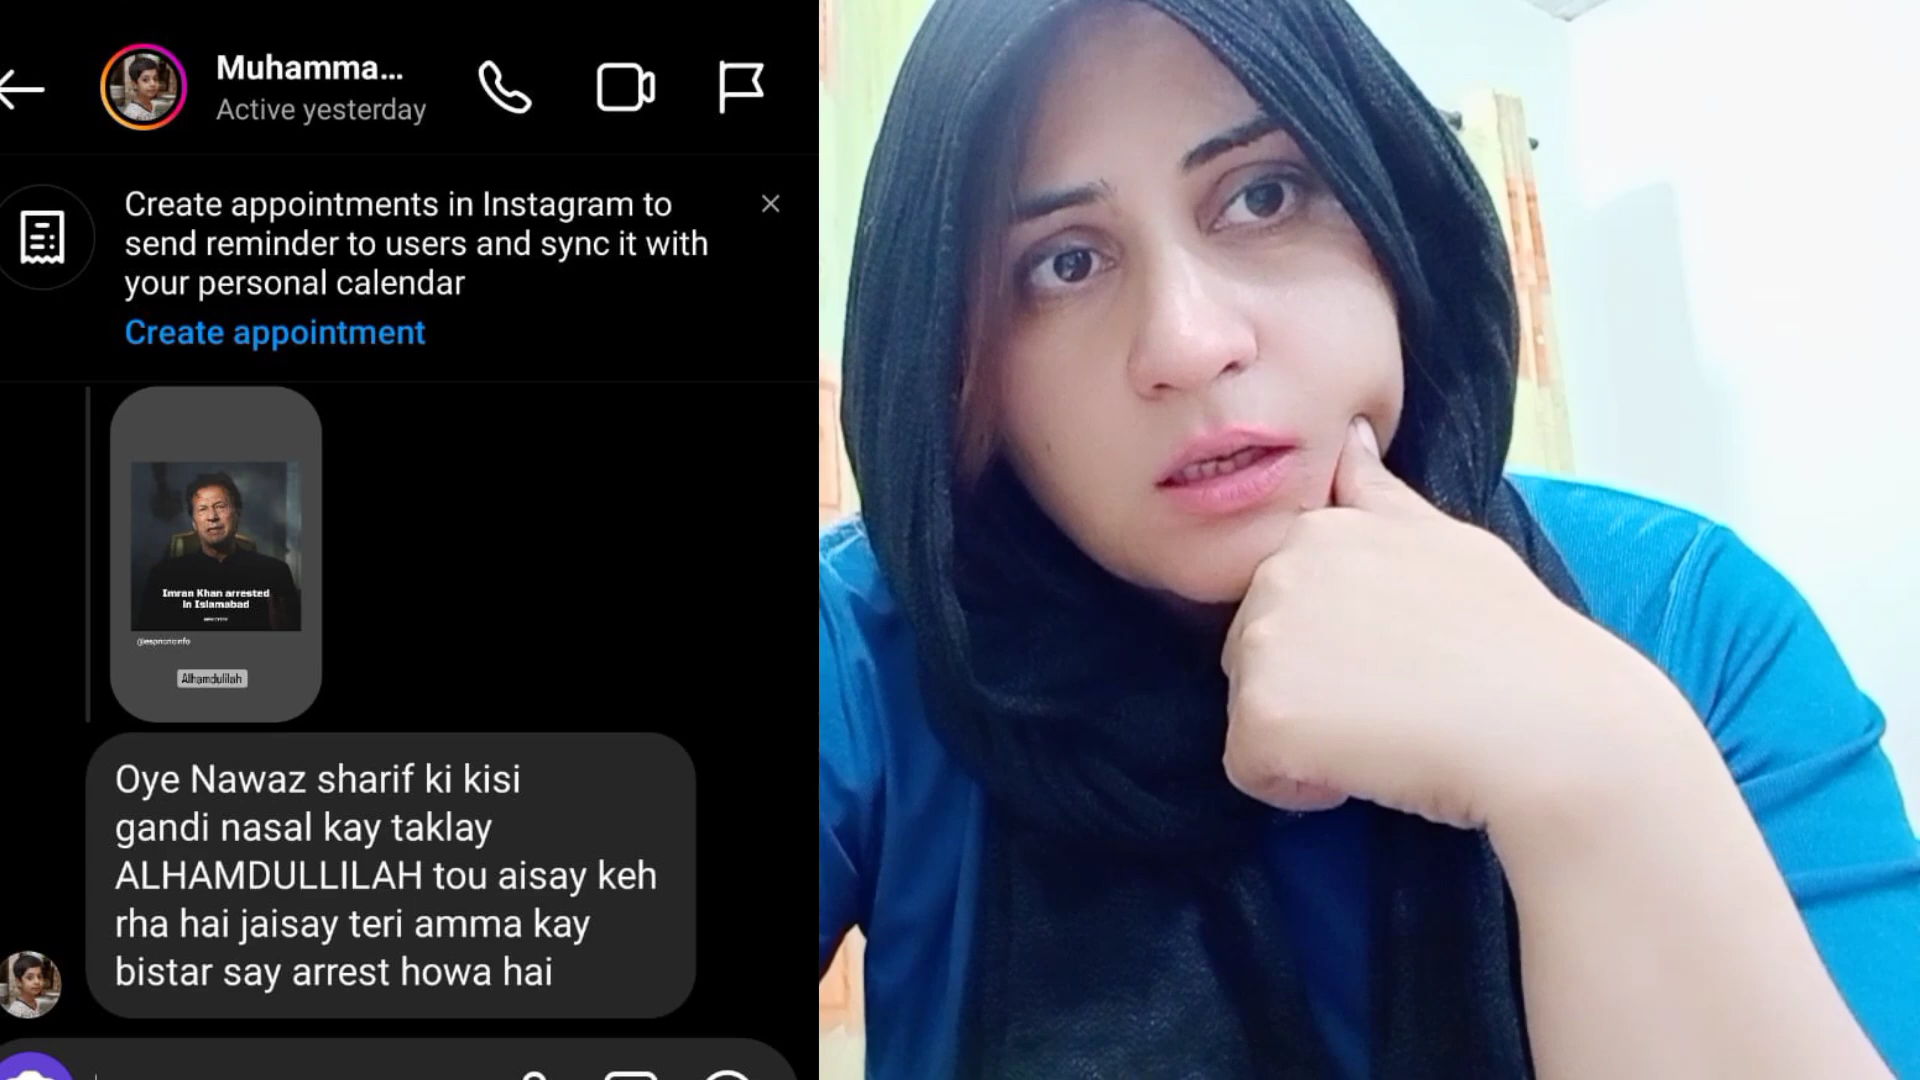 Muhamma...
Active yesterday
Create appointments in Instagram to
send reminder to users and sync it with
your personal calendar
Create appointment
Imran Khan arrested
in Islamabad
@espncricinfo
Alhamdulilah
Oye Nawaz sharif ki kisi
gandi nasal kay taklay
ALHAMDULLILAH tou aisay keh
rha hai jaisay teri amma kay
bistar say arrest howa hai